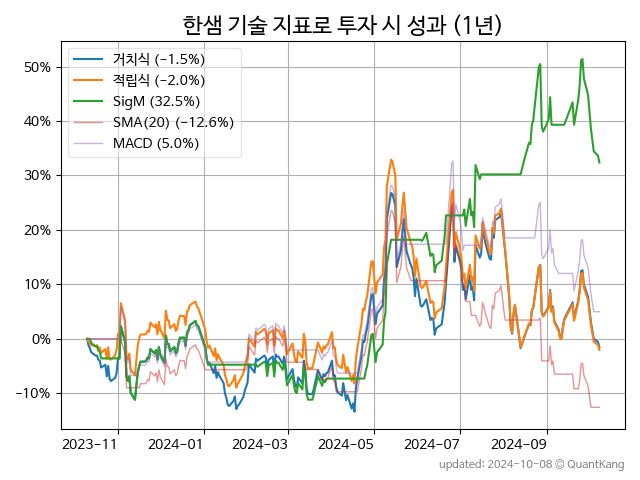 한샘 기술 지표로 투자 시 성과 (1년)
거치식 (−1.5%)
적립식 (−2.0%)
SigM (32.5%)
SMA(20) (−12.6%)
MACD (5.0%)
50%
40%
30%
20%
10%
0%
−10%
2023−11
2024−01
2024−03
2024−05
2024−07
2024−09
updated: 2024-10-08 © QuantKang